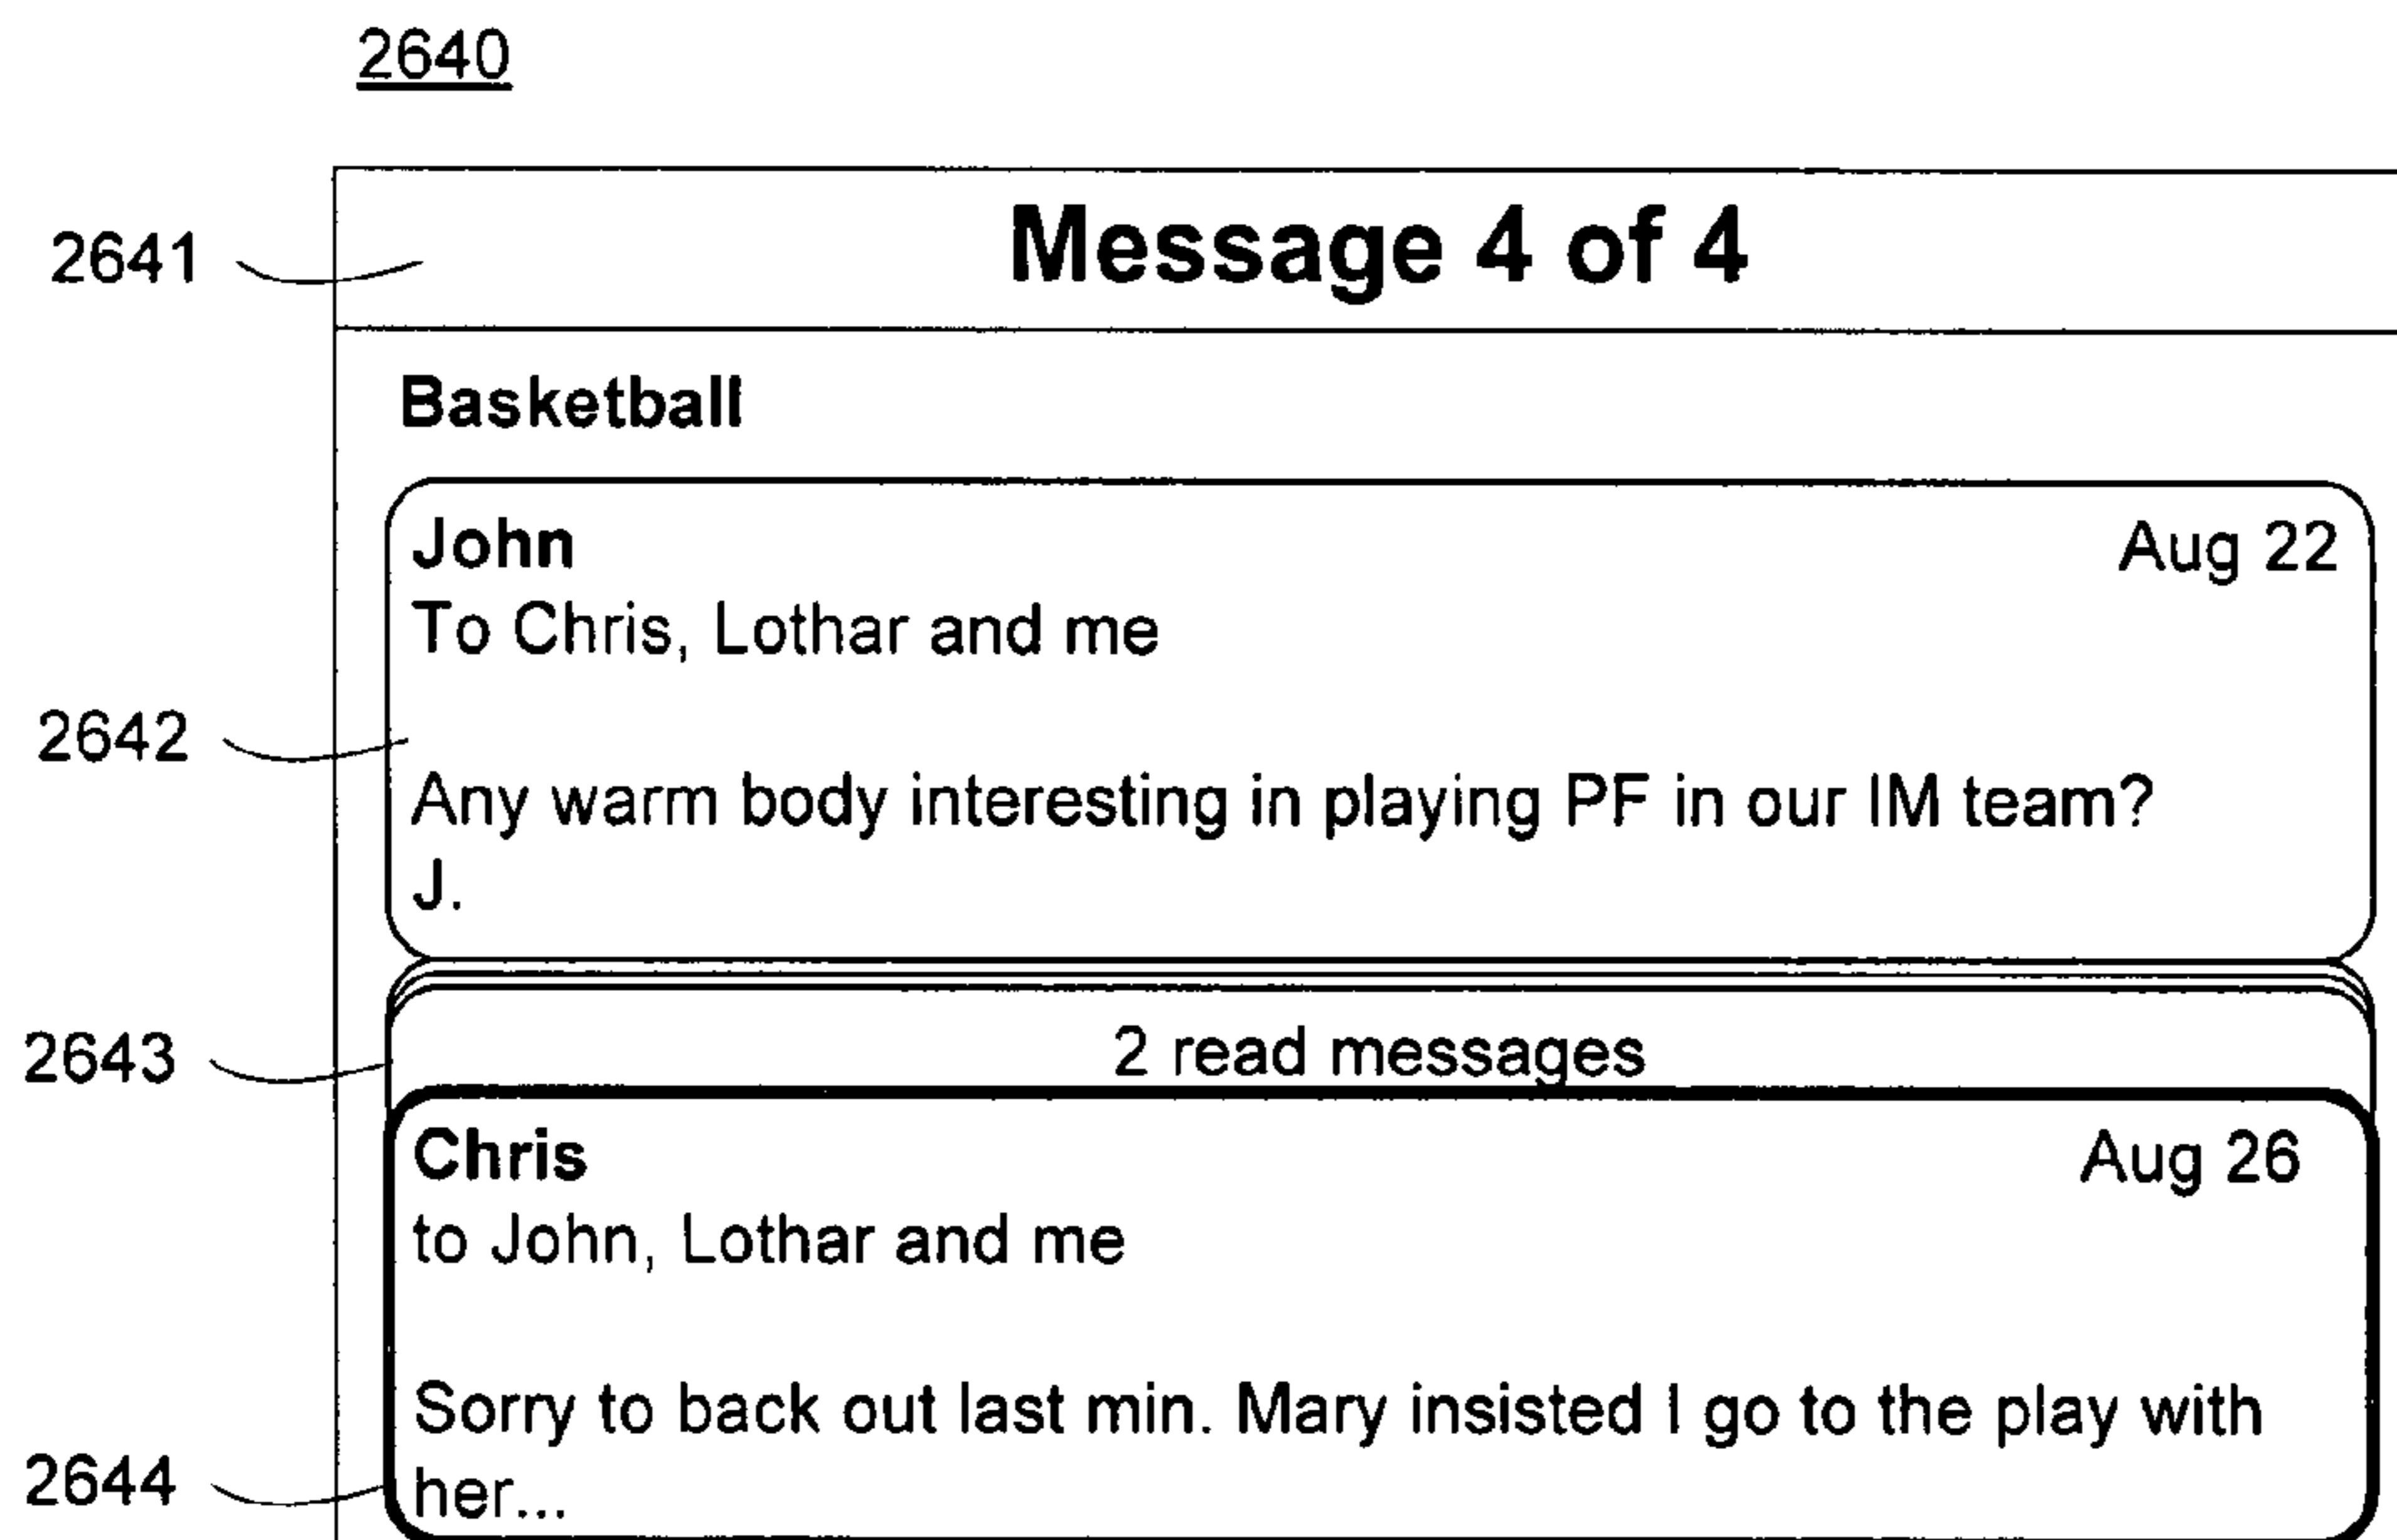 2640
2641
Message 4 of 4
Basketball
John Aug 22
To Chris, Lothar and me
2642
Any warm body interesting in playing PF in our IM team?
J.
2643
2 read messages
Chris Aug 26
to John, Lothar and me
Sorry to back out last min. Mary insisted I go to the play with
2644
her...